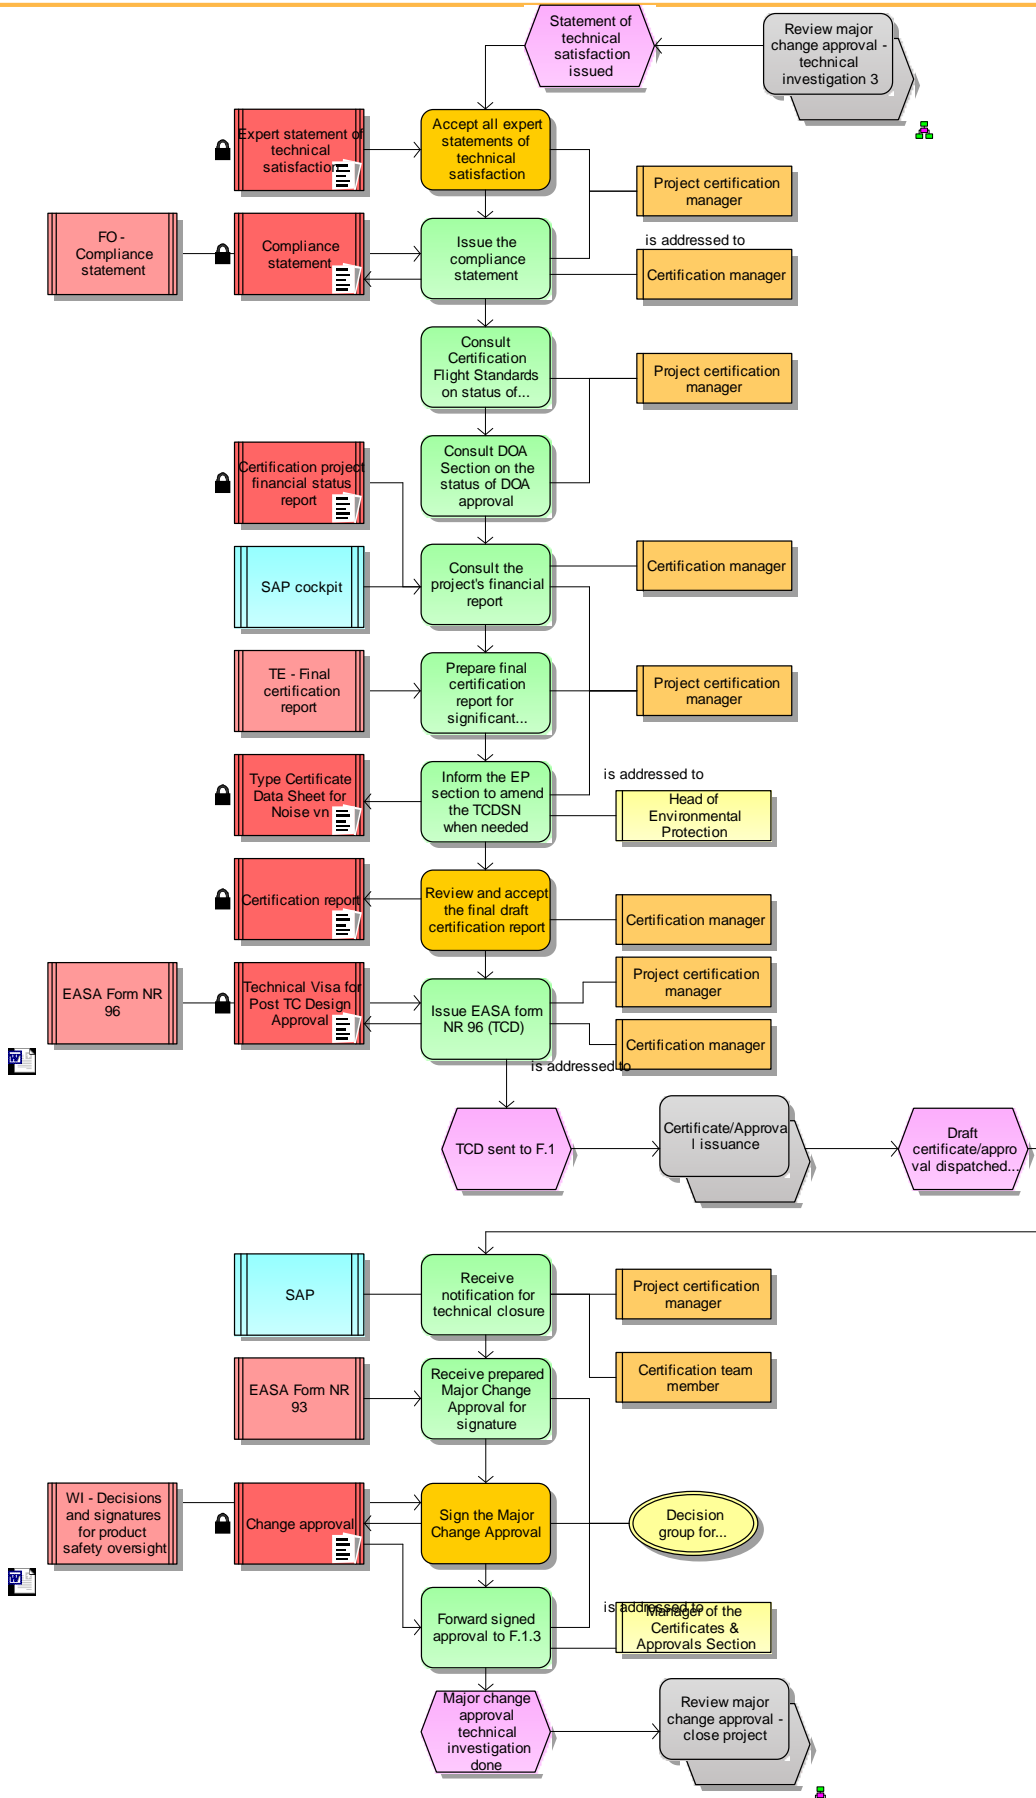 Statement of
technical
satisfaction
issued
Review major
change approval -
technical
investigation 3
Expert statement of
technical
satisfaction
Accept all expert
statements of
technical
satisfaction
Project certification
manager
FO -
Compliance
statement
Compliance
statement
Issue the
compliance
statement
is addressed to
Certification manager
Consult
Certification
Flight Standards
on status of...
Project certification
manager
Certification project
financial status
report
Consult DOA
Section on the
status of DOA
approval
SAP cockpit
Consult the
project's financial
report
Certification manager
TE - Final
certification
report
Prepare final
certification
report for
significant...
Project certification
manager
Type Certificate
Data Sheet for
Noise vn
Inform the EP
section to amend
the TCDSN
when needed
is addressed to
Head of
Environmental
Protection
Certification report
Review and accept
the final draft
certification report
Certification manager
EASA Form NR
96
Technical Visa for
Post TC Design
Approval
Issue EASA form
NR 96 (TCD)
Project certification
manager
Certification manager
is addressed to
TCD sent to F.1
Certificate/Approva
l issuance
Draft
certificate/appro
val dispatched...
SAP
Receive
notification for
technical closure
Project certification
manager
Certification team
member
EASA Form NR
93
Receive prepared
Major Change
Approval for
signature
WI - Decisions
and signatures
for product
safety oversight
Change approval
Sign the Major
Change Approval
Decision
group for...
Forward signed
approval to F.1.3
is addressed to
Manager of the
Certificates &
Approvals Section
Major change
approval
technical
investigation
done
Review major
change approval -
close project